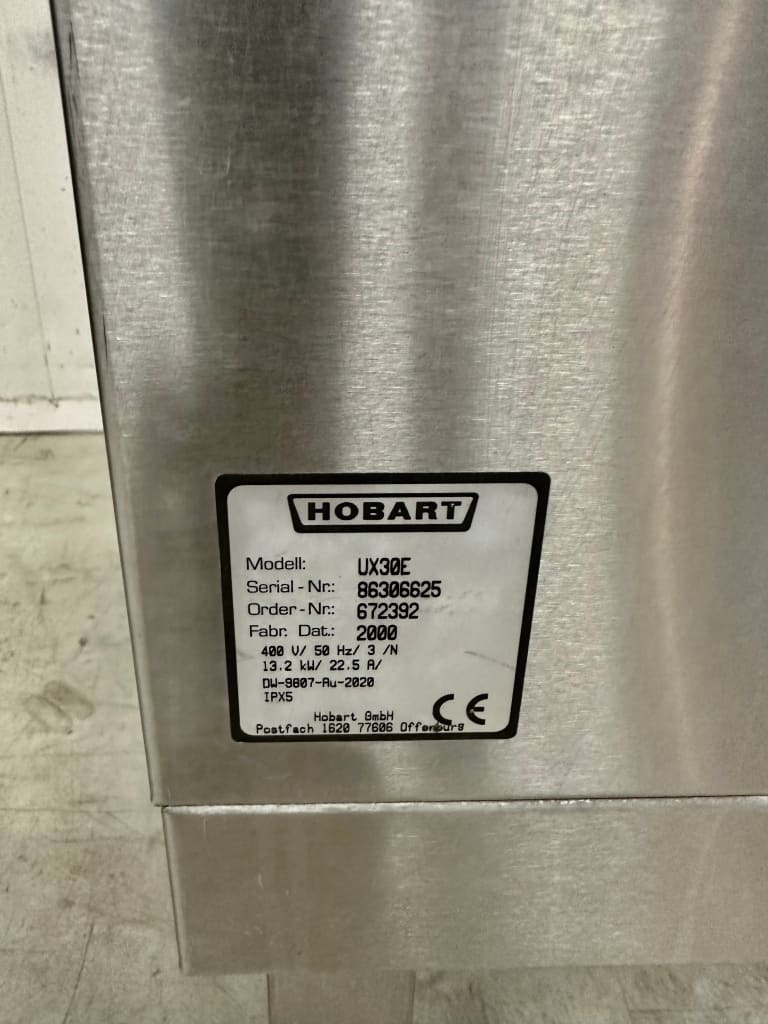 HOBART
Modell: UX30E
Serial-Nr.: 86306625
Order-Nr.: 672392
Fabr. Dat.: 2000
400 V/ 50 Hz/ 3 /N
13.2 kW/ 22.5 A/
DW-9807-Au-2020
IPX5
CE
Hobart GmbH
Postfach 1620 77606 Offenburg